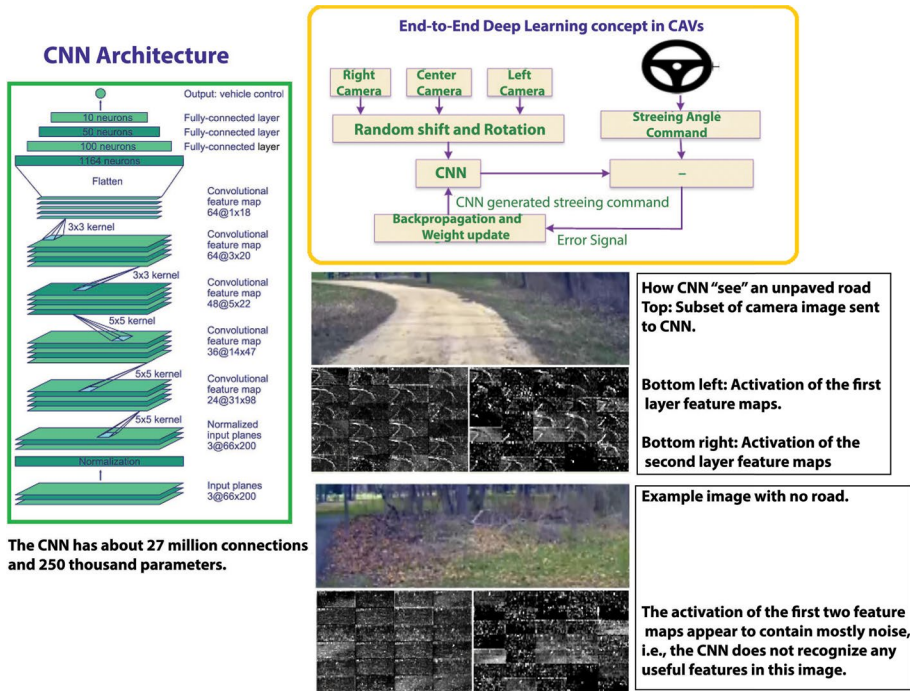 CNN Architecture
Output: vehicle control
10 neurons
Fully-connected layer
50 neurons
Fully-connected layer
100 neurons
Fully-connected layer
1164 neurons
Flatten
Convolutional
feature map
64@1x18
3x3 kernel
Convolutional
feature map
64@3x20
3x3 kernel
Convolutional
feature map
48@5x22
5x5 kernel
Convolutional
feature map
36@14x47
5x5 kernel
Convolutional
feature map
24@31x98
5x5 kernel
Normalized
input planes
3@66x200
Normalization
Input planes
3@66x200
The CNN has about 27 million connections
and 250 thousand parameters.
End-to-End Deep Learning concept in CAVs
Right
Camera
Center
Camera
Left
Camera
Random shift and Rotation
Streeing Angle
Command
CNN
–
CNN generated streeing command
Backpropagation and
Weight update
Error Signal
How CNN “see” an unpaved road
Top: Subset of camera image sent
to CNN.
Bottom left: Activation of the first
layer feature maps.
Bottom right: Activation of the
second layer feature maps
Example image with no road.
The activation of the first two feature
maps appear to contain mostly noise,
i.e., the CNN does not recognize any
useful features in this image.